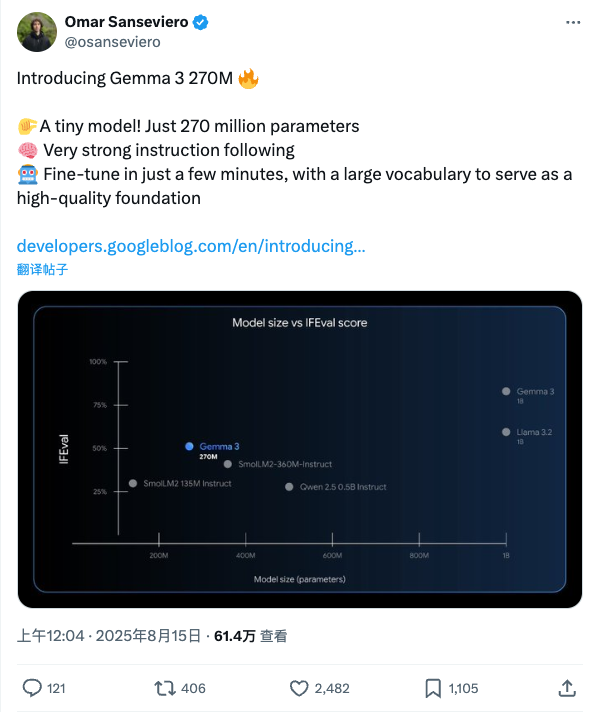 Omar Sanseviero
@osanseviero
Introducing Gemma 3 270M 🔥
🤏A tiny model! Just 270 million parameters
🧠 Very strong instruction following
🤖 Fine-tune in just a few minutes, with a large vocabulary to serve as a
high-quality foundation
developers.googleblog.com/en/introducing...
翻译帖子
Model size vs IFEval score
100%
75%
50%
25%
IFEval
Gemma 3
1B
Llama 3.2
1B
Gemma 3
270M
SmolLM2-360M-Instruct
SmolLM2 135M Instruct
Qwen 2.5 0.5B Instruct
200M
400M
600M
800M
1B
Model size (parameters)
上午12:04 · 2025年8月15日 · 61.4万 查看
121
406
2,482
1,105